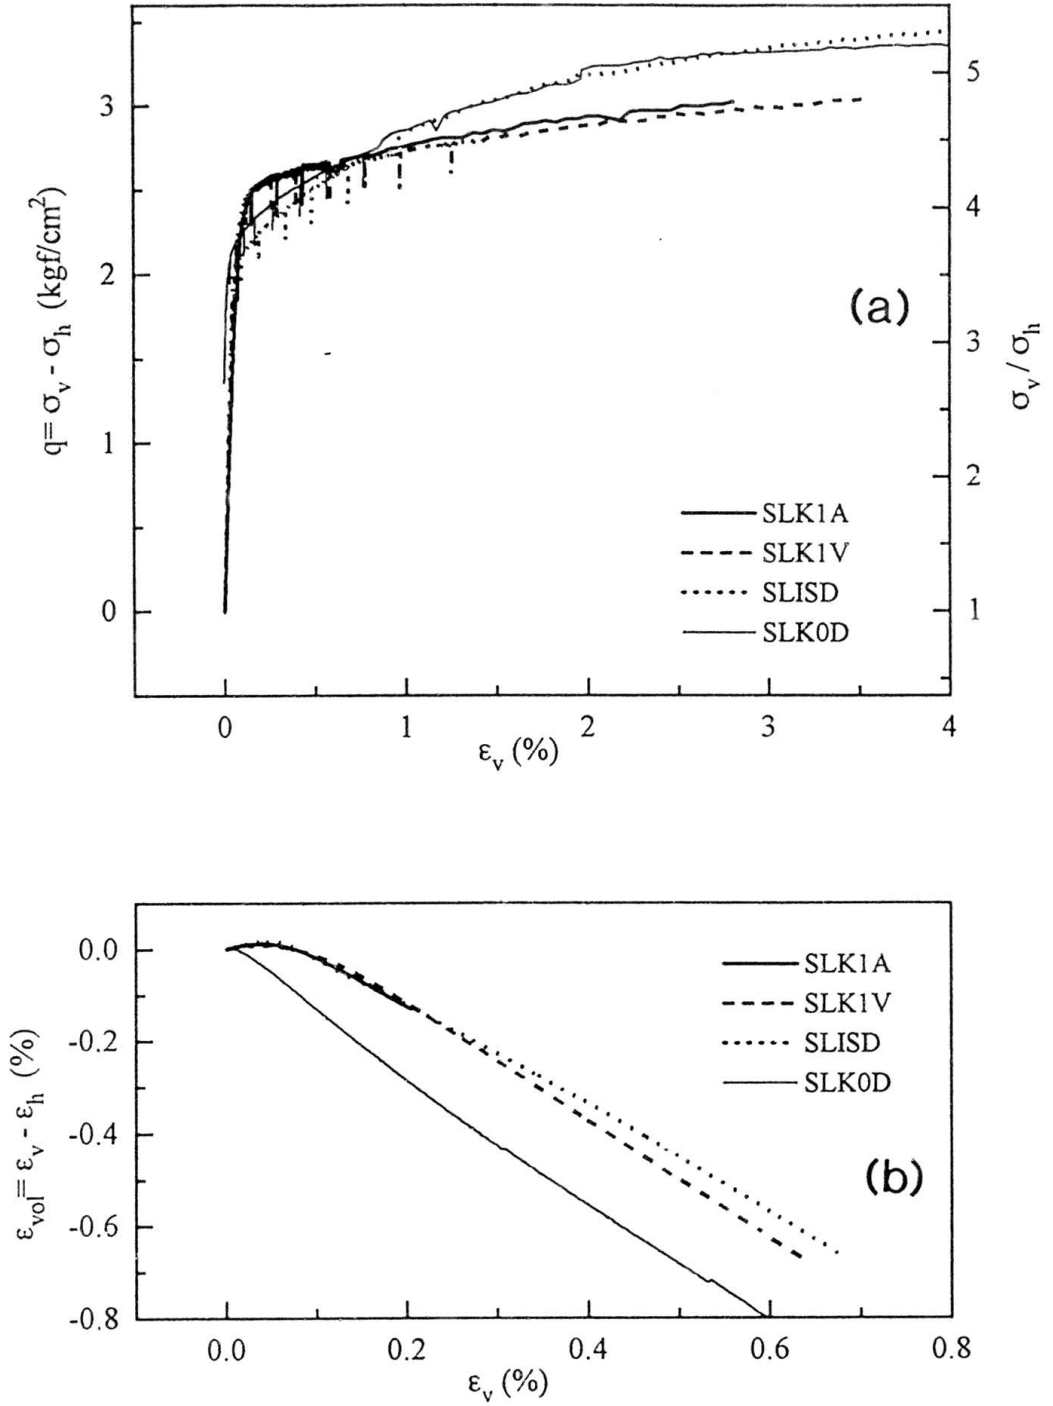 3
2
1
0
q= σv - σh (kgf/cm²)
5
4
3
2
1
σv / σh
(a)
SLK1A
SLK1V
SLISD
SLK0D
0 1 2 3 4
εv (%)
0.0
-0.2
-0.4
-0.6
-0.8
εvol= εv - εh (%)
SLK1A
SLK1V
SLISD
SLK0D
(b)
0.0 0.2 0.4 0.6 0.8
εv (%)